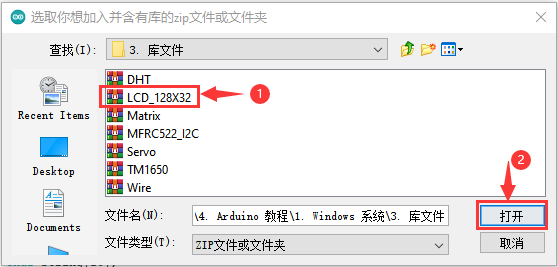 选取你想加入并含有库的zip文件或文件夹
查找(I):
3. 库文件
Recent Items
Desktop
Documents
DHT
LCD_128X32
Matrix
MFRC522_I2C
Servo
TM1650
Wire
1
2
文件名(N):
\4. Arduino 教程\1. Windows 系统\3. 库文件
打开
文件类型(T):
ZIP文件或文件夹
取消